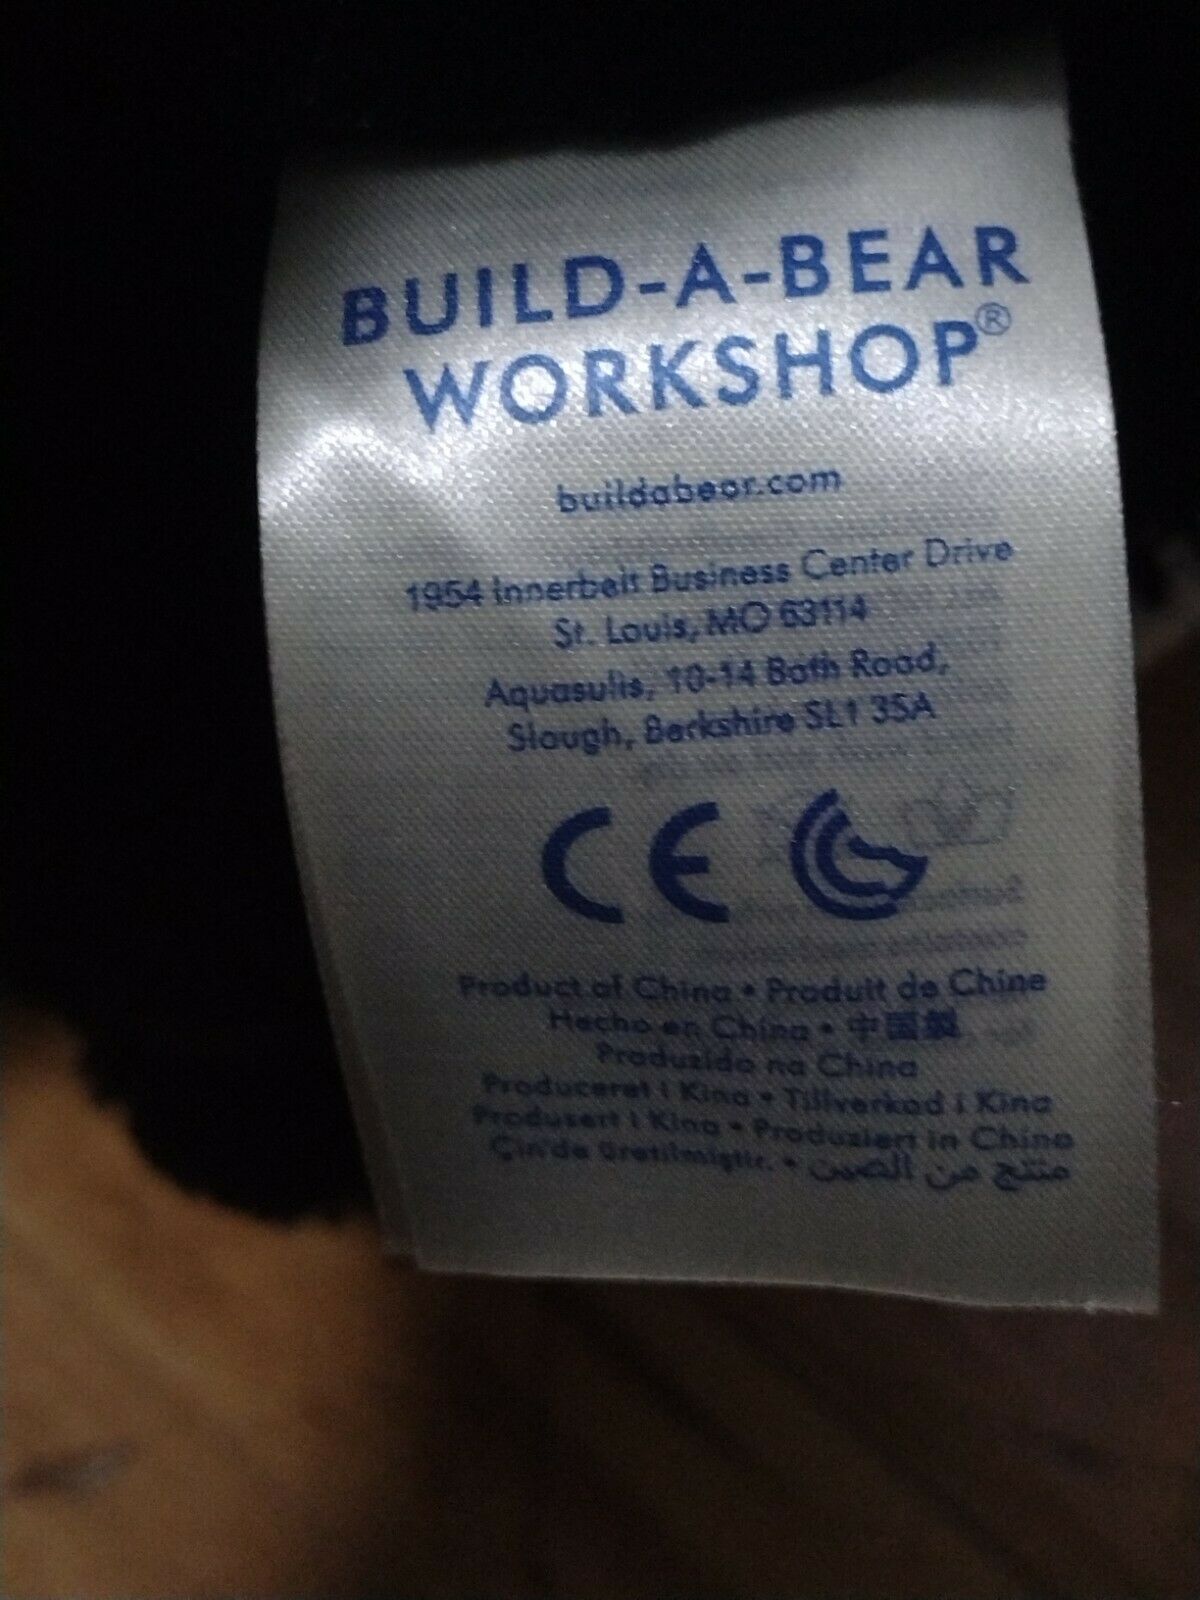 BUILD-A-BEAR
WORKSHOP®
buildabear.com
1954 Innerbelt Business Center Drive
St. Louis, MO 63114
Aquasulis, 10-14 Bath Road,
Slough, Berkshire SL1 3SA
CE
Product of China • Produit de Chine
Hecho en China • 中国製
Produzido na China
Produceret i Kina • Tillverkad i Kina
Produsert i Kina • Produziert in China
Çin'de üretilmiştir. • منتج من الصين